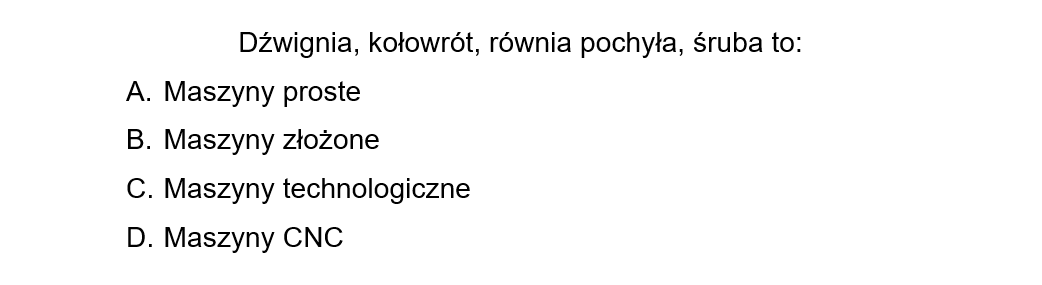 Dźwignia, kołowrót, równia pochyła, śruba to:
A. Maszyny proste
B. Maszyny złożone
C. Maszyny technologiczne
D. Maszyny CNC